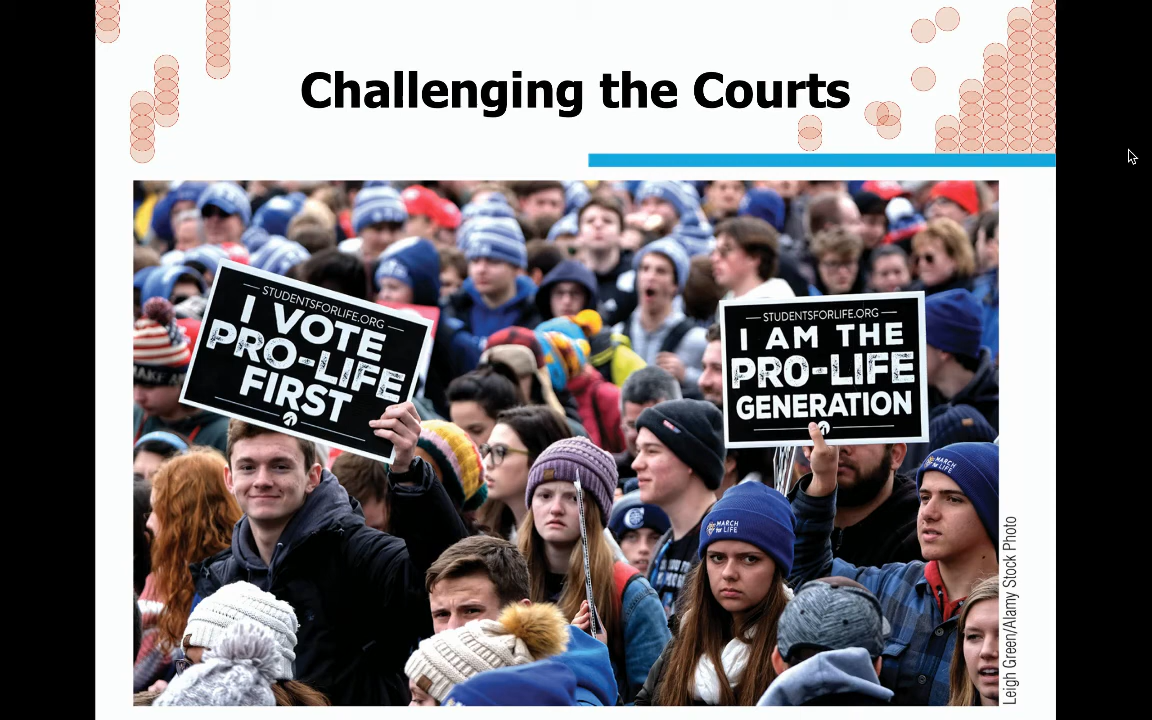 Challenging the Courts
STUDENTSFORLIFE.ORG
I VOTE
PRO-LIFE
FIRST
STUDENTSFORLIFE.ORG
I AM THE
PRO-LIFE
GENERATION
MAKE
MARCH
for LIFE
MARCH
for LIFE
Leigh Green/Alamy Stock Photo